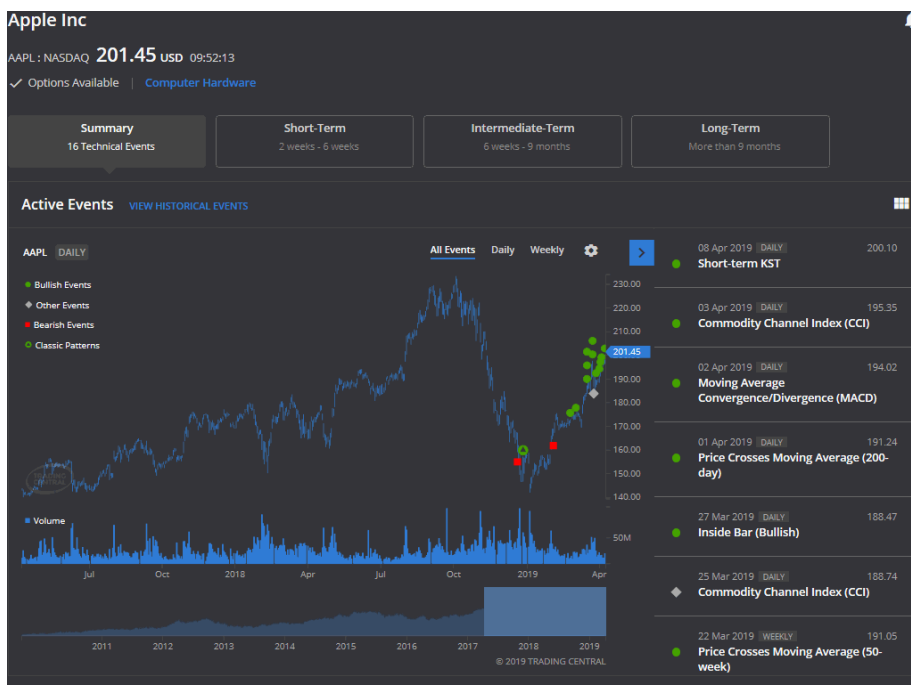 Apple Inc
AAPL : NASDAQ 201.45 USD 09:52:13
Options Available | Computer Hardware
Summary
16 Technical Events
Short-Term
2 weeks - 6 weeks
Intermediate-Term
6 weeks - 9 months
Long-Term
More than 9 months
Active Events VIEW HISTORICAL EVENTS
AAPL DAILY
All Events Daily Weekly
Bullish Events
Other Events
Bearish Events
Classic Patterns
230.00
220.00
210.00
201.45
190.00
180.00
170.00
160.00
150.00
140.00
TRADING
CENTRAL
Volume
50M
Jul Oct 2018 Apr Jul Oct 2019 Apr
2011 2012 2013 2014 2015 2016 2017 2018 2019
© 2019 TRADING CENTRAL
08 Apr 2019 DAILY 200.10
Short-term KST
03 Apr 2019 DAILY 195.35
Commodity Channel Index (CCI)
02 Apr 2019 DAILY 194.02
Moving Average
Convergence/Divergence (MACD)
01 Apr 2019 DAILY 191.24
Price Crosses Moving Average (200-
day)
27 Mar 2019 DAILY 188.47
Inside Bar (Bullish)
25 Mar 2019 DAILY 188.74
Commodity Channel Index (CCI)
22 Mar 2019 WEEKLY 191.05
Price Crosses Moving Average (50-
week)